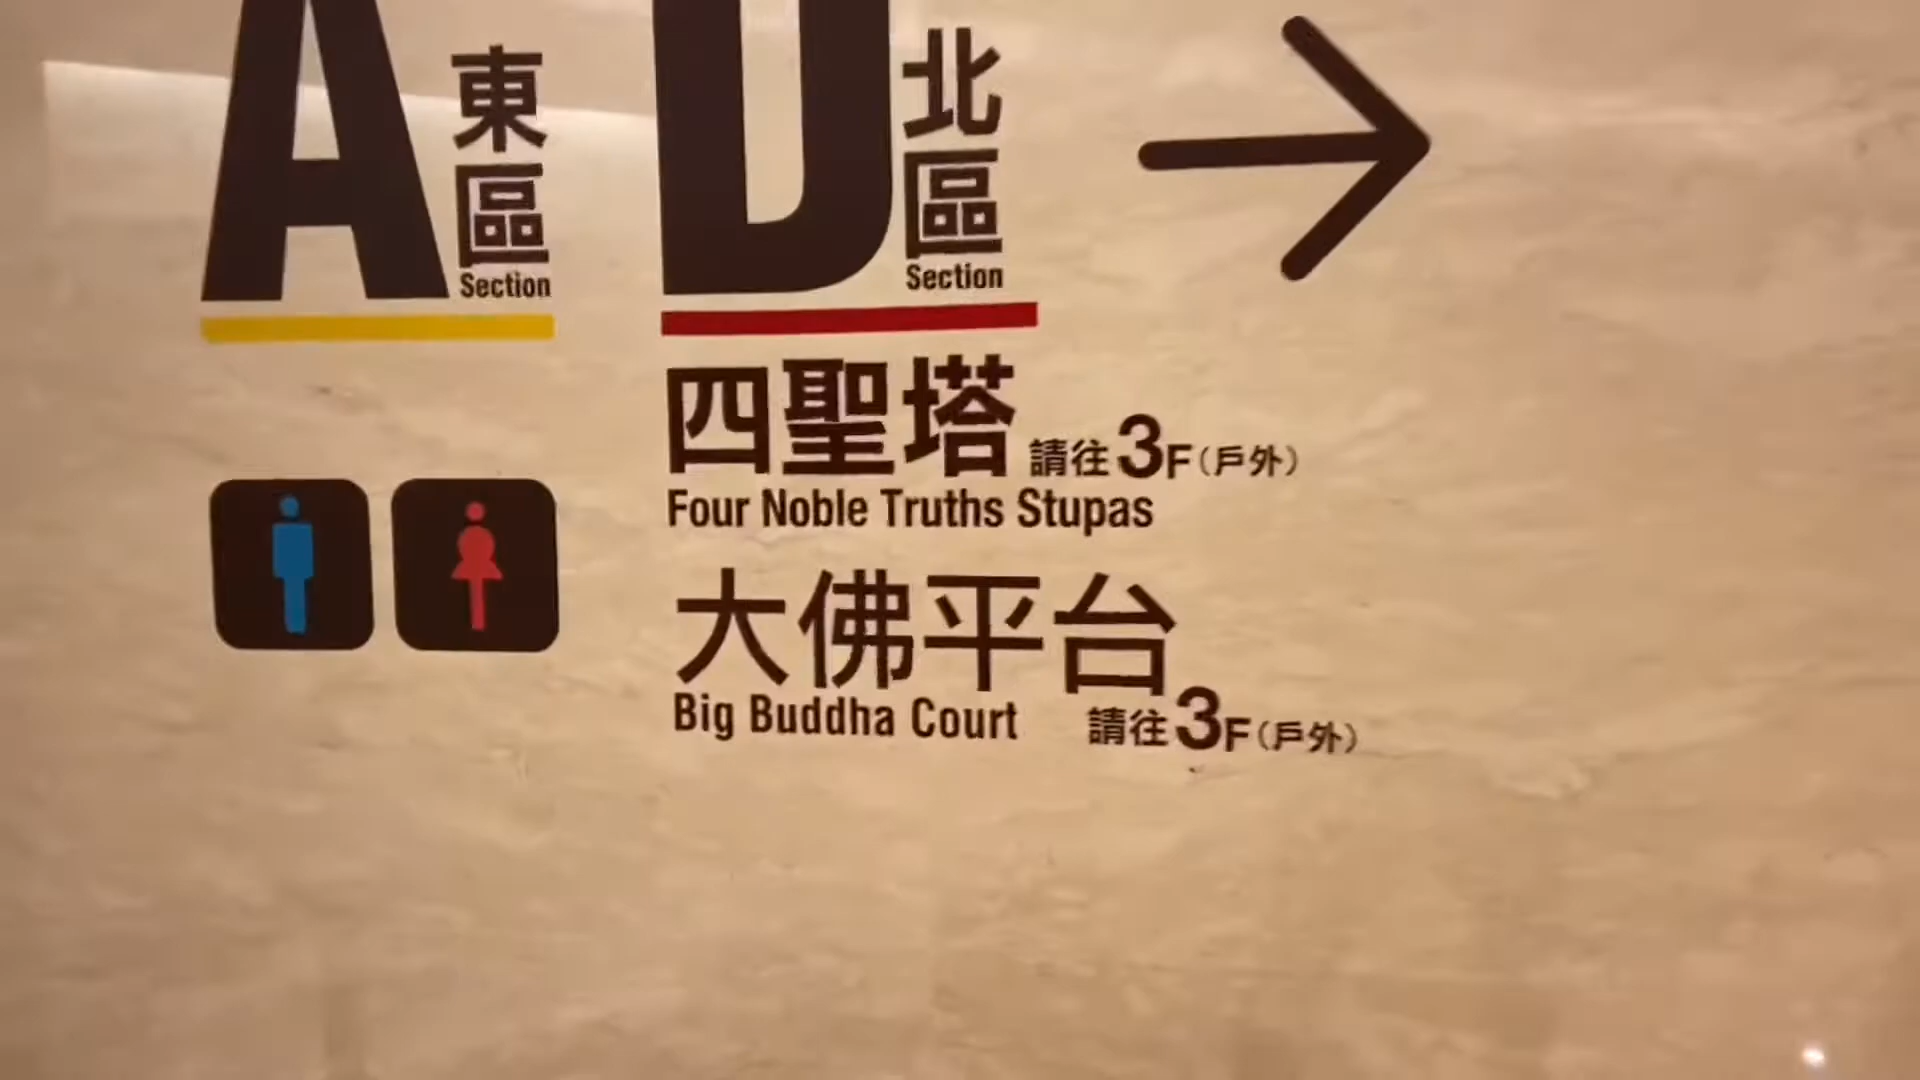 A 東區 Section
D 北區 Section
四聖塔 請往3F(戶外)
Four Noble Truths Stupas
大佛平台
Big Buddha Court 請往3F(戶外)